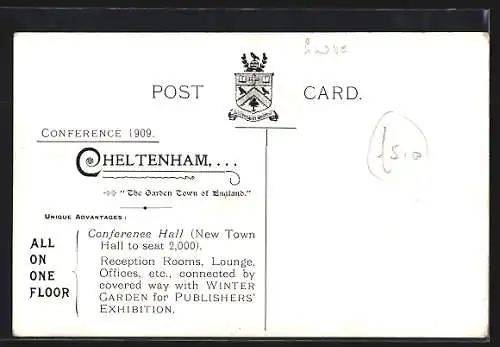 POST CARD.
CONFERENCE 1909.
CHELTENHAM,...
"The Garden Town of England."
UNIQUE ADVANTAGES:
ALL
ON
ONE
FLOOR
Conference Hall (New Town
Hall to seat 2,000).
Reception Rooms, Lounge,
Offices, etc., connected by
covered way with WINTER
GARDEN for PUBLISHERS'
EXHIBITION.